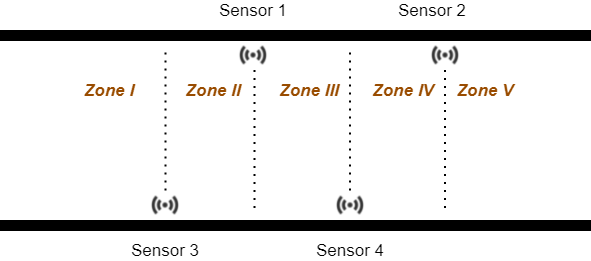 Sensor 1
Sensor 2
Zone I
Zone II
Zone III
Zone IV
Zone V
Sensor 3
Sensor 4